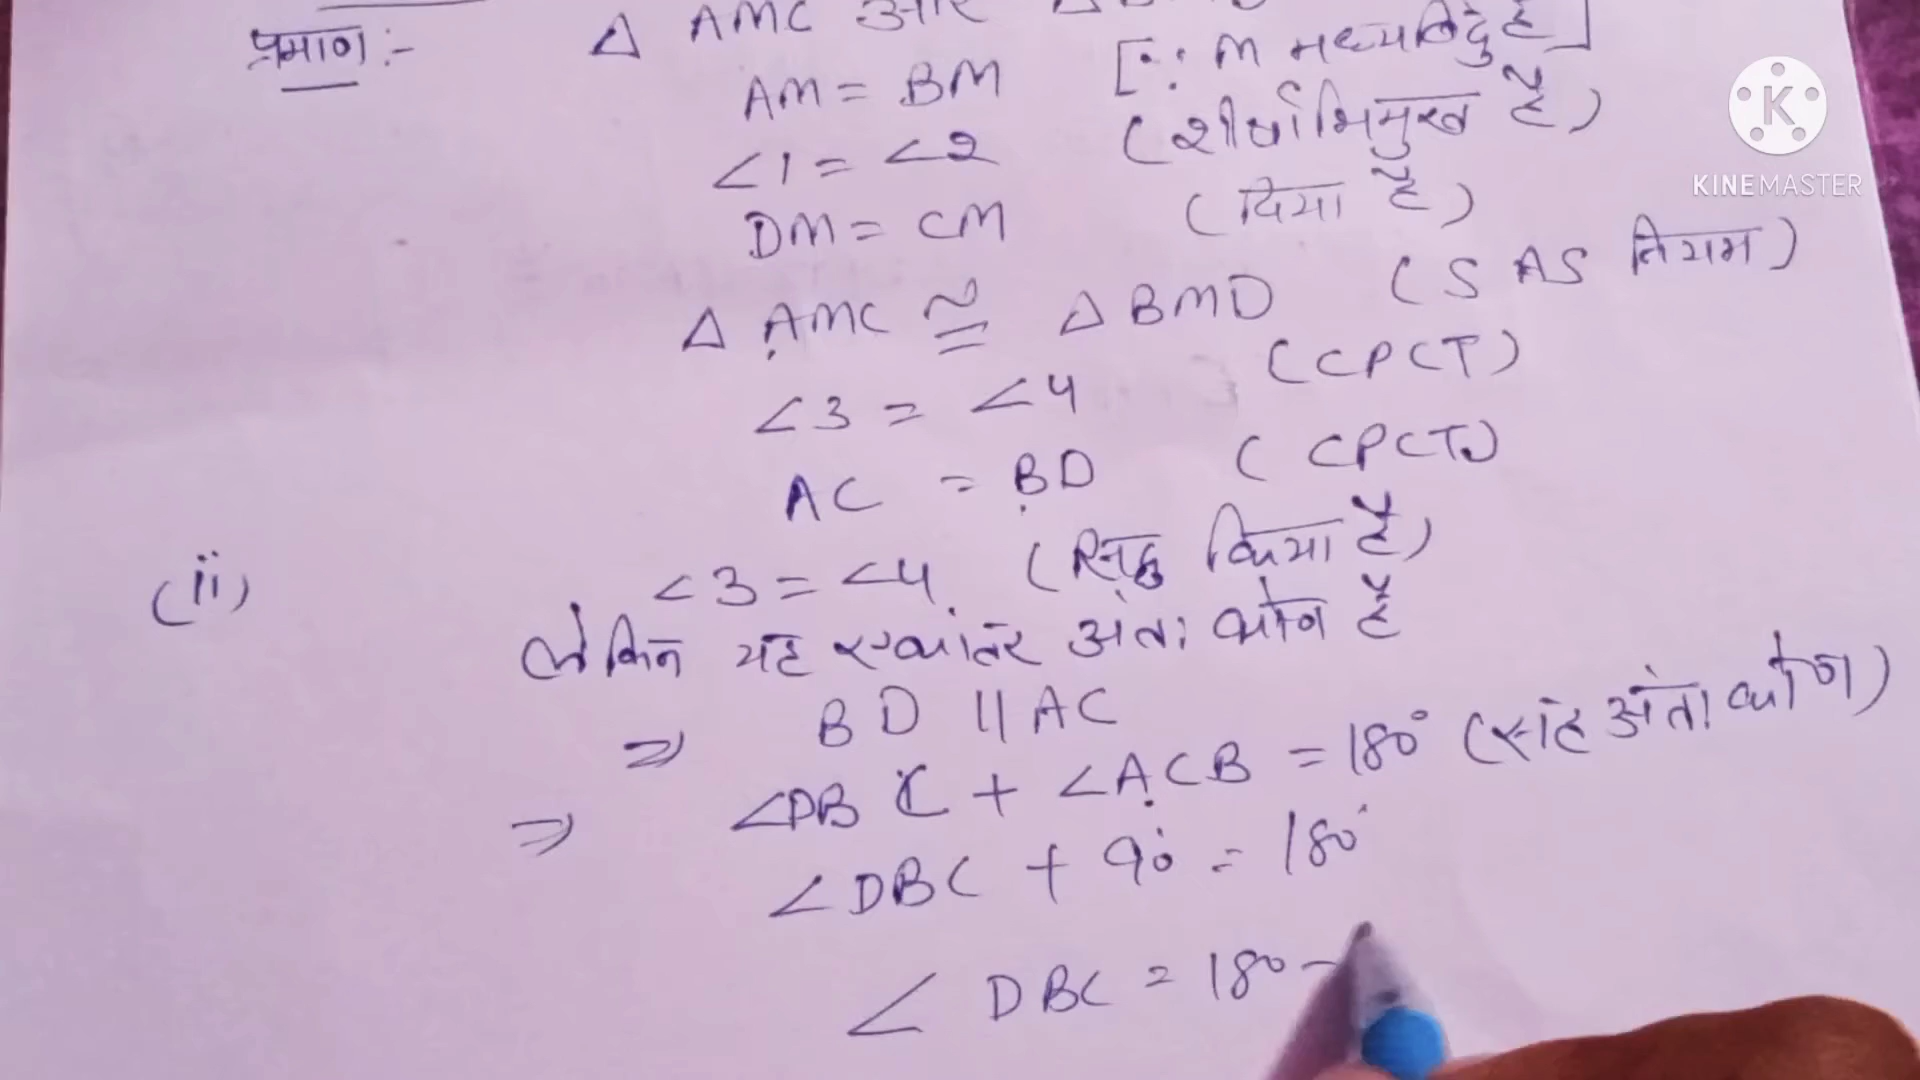 △ AMC और
प्रमाण :-
AM = BM [∵ M मध्यबिंदु है]
∠1 = ∠2 (शीर्षाभिमुख है)
DM = CM (दिया है)
△ AMC ≅ △ BMD (SAS नियम)
∠3 = ∠4 (CPCT)
AC = BD (CPCT)
(ii) ∠3 = ∠4 (सिद्ध किया है)
लेकिन यह एकांतर अंतः कोण है
⇒ BD || AC
⇒ ∠DBC + ∠ACB = 180° (सह अंतः कोण)
∠DBC + 90° = 180°
∠DBC = 180 -
K
KINEMASTER